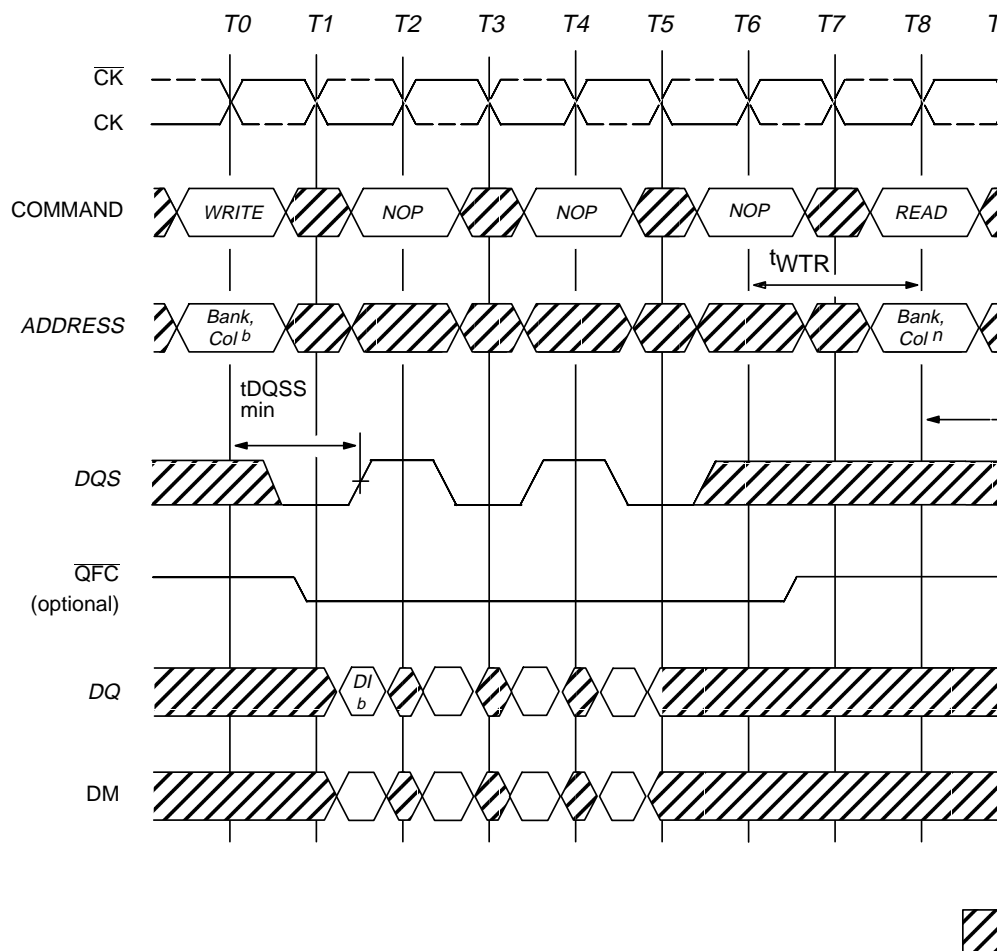 T0 T1 T2 T3 T4 T5 T6 T7 T8 T
CK
CK
COMMAND WRITE NOP NOP NOP READ
tWTR
ADDRESS Bank, Col b Bank, Col n
tDQSS
min
DQS
QFC
(optional)
DQ DI b
DM